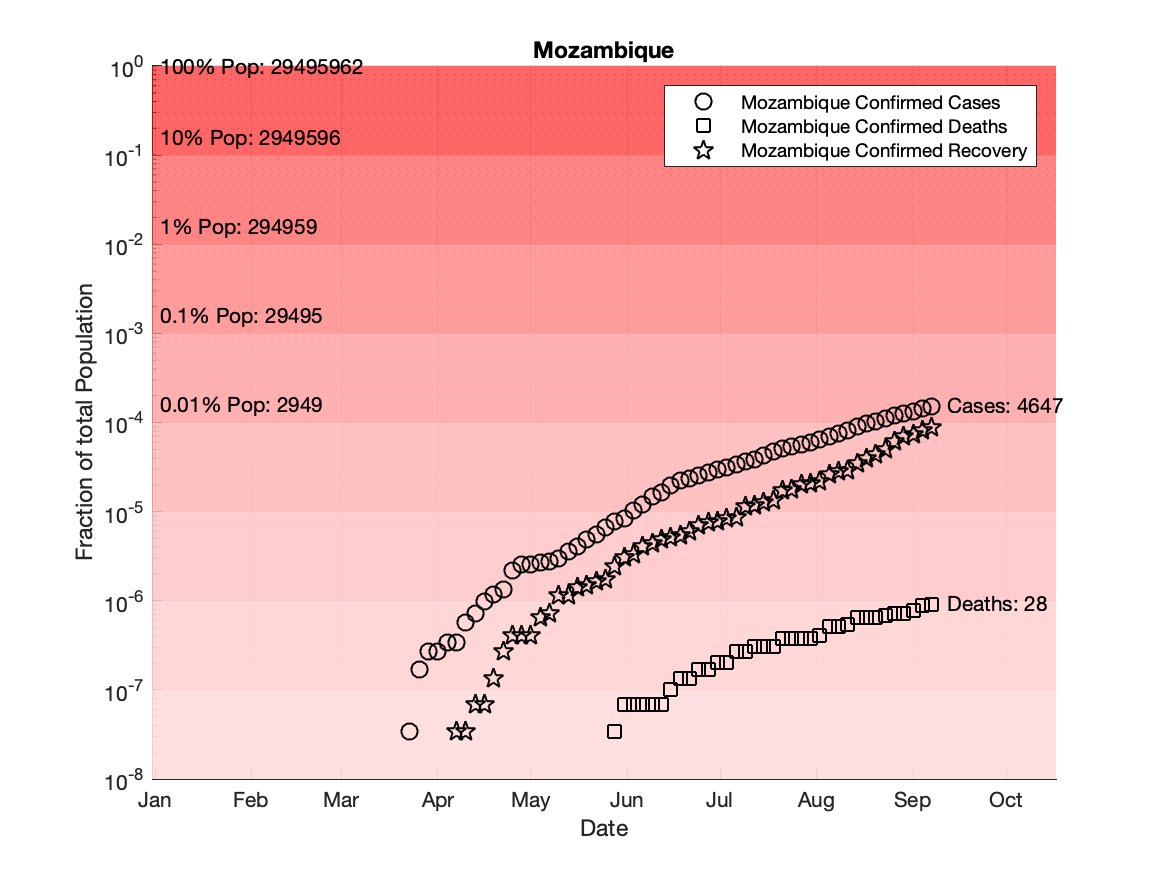 Mozambique
10^0
100% Pop: 29495962
Mozambique Confirmed Cases
Mozambique Confirmed Deaths
Mozambique Confirmed Recovery
10% Pop: 2949596
10^-1
1% Pop: 294959
10^-2
0.1% Pop: 29495
10^-3
0.01% Pop: 2949
Cases: 4647
10^-4
10^-5
10^-6
Deaths: 28
10^-7
10^-8
Fraction of total Population
Jan Feb Mar Apr May Jun Jul Aug Sep Oct
Date